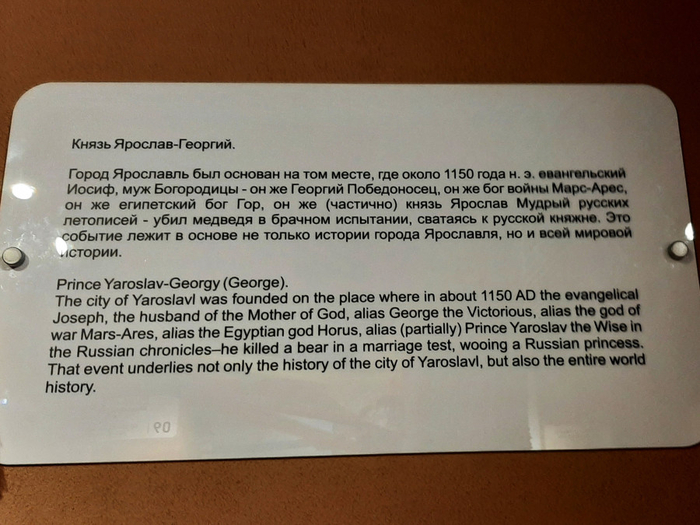 Князь Ярослав-Георгий.
Город Ярославль был основан на том месте, где около 1150 года н. э. евангельский
Иосиф, муж Богородицы - он же Георгий Победоносец, он же бог войны Марс-Арес,
он же египетский бог Гор, он же (частично) князь Ярослав Мудрый русских
летописей - убил медведя в брачном испытании, сватаясь к русской княжне. Это
событие лежит в основе не только истории города Ярославля, но и всей мировой
истории.
Prince Yaroslav-Georgy (George).
The city of Yaroslavl was founded on the place where in about 1150 AD the evangelical
Joseph, the husband of the Mother of God, alias George the Victorious, alias the god of
war Mars-Ares, alias the Egyptian god Horus, alias (partially) Prince Yaroslav the Wise in
the Russian chronicles–he killed a bear in a marriage test, wooing a Russian princess.
That event underlies not only the history of the city of Yaroslavl, but also the entire world
history.